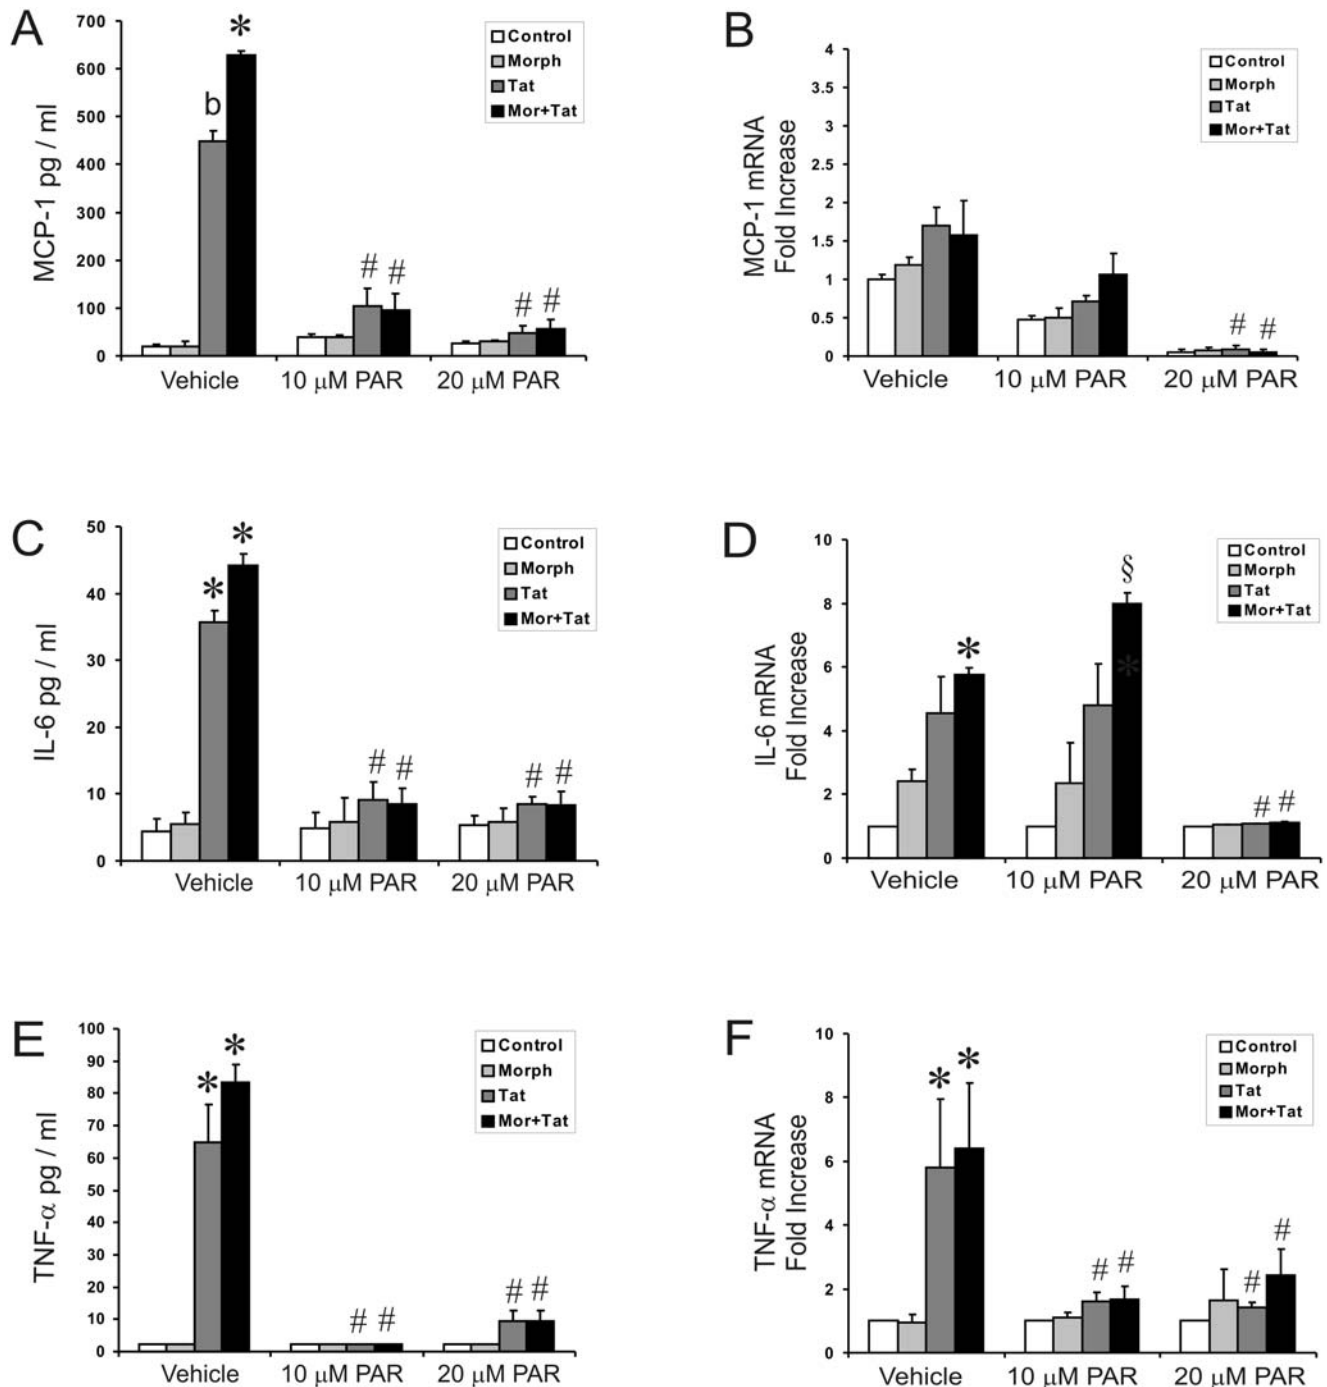 A
MCP-1 pg / ml
700
600
500
400
300
200
100
0
b
*
# #
# #
Control
Morph
Tat
Mor+Tat
Vehicle 10 μM PAR 20 μM PAR
B
MCP-1 mRNA
Fold Increase
4
3.5
3
2.5
2
1.5
1
0.5
0
# #
Control
Morph
Tat
Mor+Tat
Vehicle 10 μM PAR 20 μM PAR
C
IL-6 pg / ml
50
40
30
20
10
0
* *
# #
# #
Control
Morph
Tat
Mor+Tat
Vehicle 10 μM PAR 20 μM PAR
D
IL-6 mRNA
Fold Increase
10
8
6
4
2
0
*
§
*
# #
Control
Morph
Tat
Mor+Tat
Vehicle 10 μM PAR 20 μM PAR
E
TNF-α pg / ml
100
90
80
70
60
50
40
30
20
10
0
* *
# #
# #
Control
Morph
Tat
Mor+Tat
Vehicle 10 μM PAR 20 μM PAR
F
TNF-α mRNA
Fold Increase
10
8
6
4
2
0
* *
# #
# #
Control
Morph
Tat
Mor+Tat
Vehicle 10 μM PAR 20 μM PAR